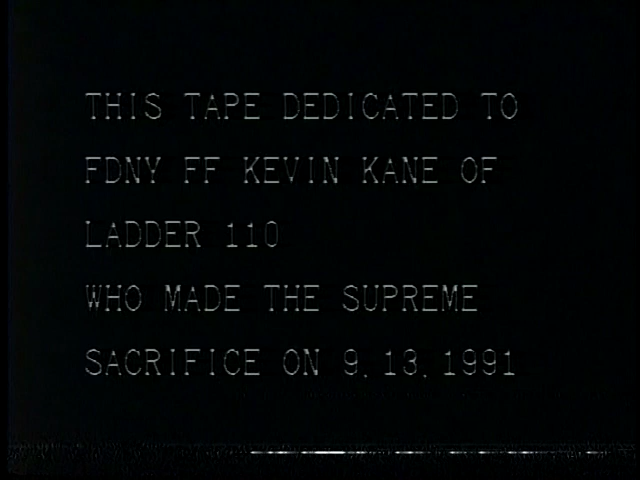 THIS TAPE DEDICATED TO
FDNY FF KEVIN KANE OF
LADDER 110
WHO MADE THE SUPREME
SACRIFICE ON 9.13.1991